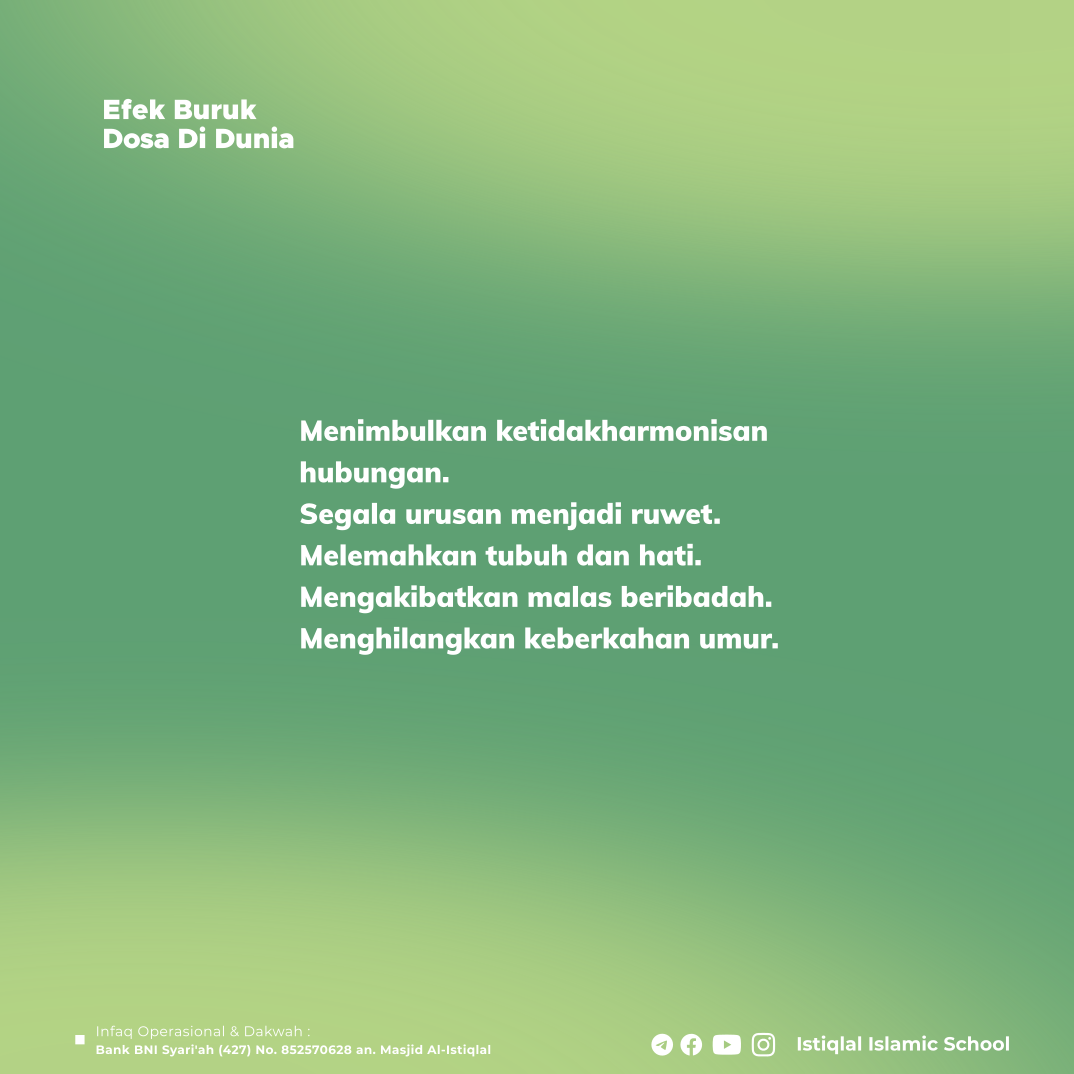 Efek Buruk
Dosa Di Dunia
Menimbulkan ketidakharmonisan
hubungan.
Segala urusan menjadi ruwet.
Melemahkan tubuh dan hati.
Mengakibatkan malas beribadah.
Menghilangkan keberkahan umur.
Infaq Operasional & Dakwah :
Bank BNI Syari'ah (427) No. 852570628 an. Masjid Al-Istiqlal
Istiqlal Islamic School